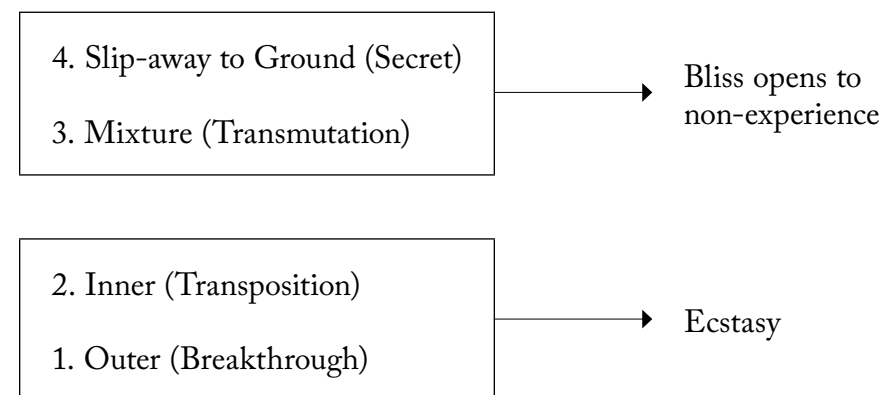 4. Slip-away to Ground (Secret)
3. Mixture (Transmutation)
Bliss opens to
non-experience
2. Inner (Transposition)
1. Outer (Breakthrough)
Ecstasy